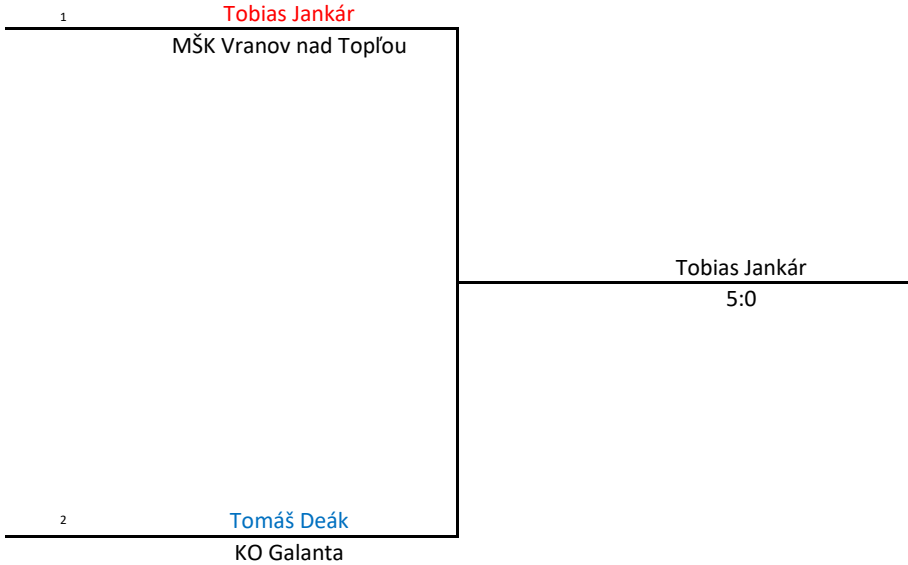 1
Tobias Jankár
MŠK Vranov nad Topľou
Tobias Jankár
5:0
2
Tomáš Deák
KO Galanta